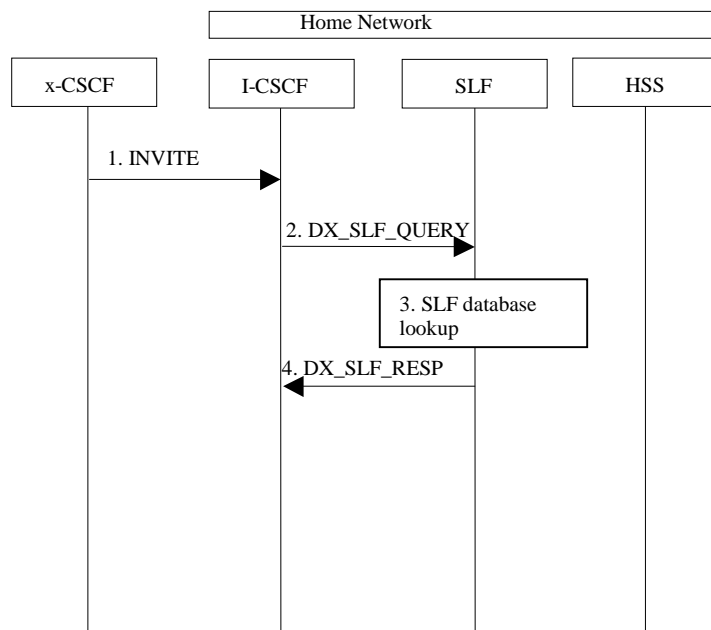 Home Network
x-CSCF
I-CSCF
SLF
HSS
1. INVITE
2. DX_SLF_QUERY
3. SLF database
lookup
4. DX_SLF_RESP